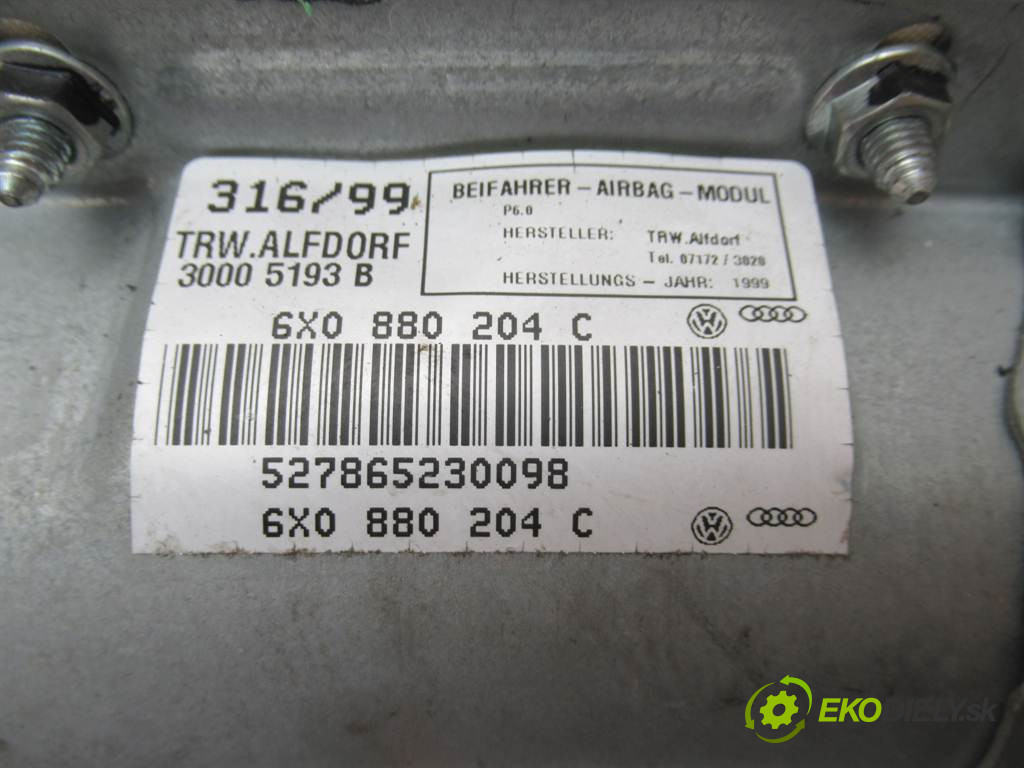 316/99
TRW.ALFDORF
3000 5193 B
BEIFAHRER - AIRBAG - MODUL
P6.0
HERSTELLER: TRW.Alfdorf
Tel. 07172 / 3020
HERSTELLUNGS - JAHR: 1999
6X0 880 204 C
527865230098
6X0 880 204 C
EKODIELY.sk